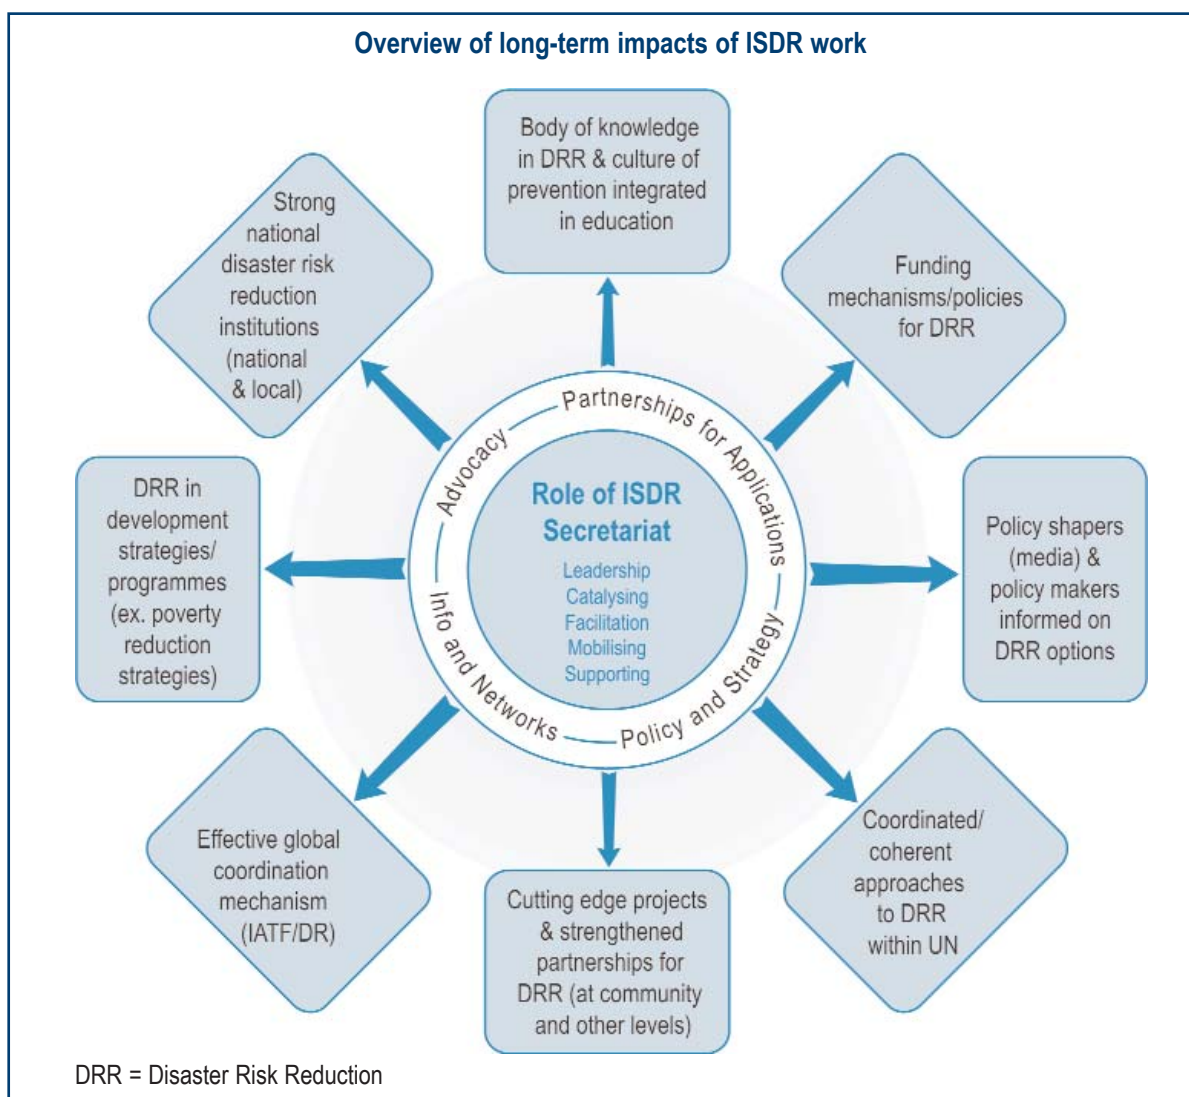 Overview of long-term impacts of ISDR work
Body of knowledge
in DRR & culture of
prevention integrated
in education
Strong
national
disaster risk
reduction
institutions
(national
& local)
Funding
mechanisms/policies
for DRR
Partnerships for Applications
Advocacy
Role of ISDR
Secretariat
Leadership
Catalysing
Facilitation
Mobilising
Supporting
Info and Networks
Policy and Strategy
DRR in
development
strategies/
programmes
(ex. poverty
reduction
strategies)
Policy shapers
(media) &
policy makers
informed on
DRR options
Effective global
coordination
mechanism
(IATF/DR)
Cutting edge projects
& strengthened
partnerships for
DRR (at community
and other levels)
Coordinated/
coherent
approaches
to DRR
within UN
DRR = Disaster Risk Reduction